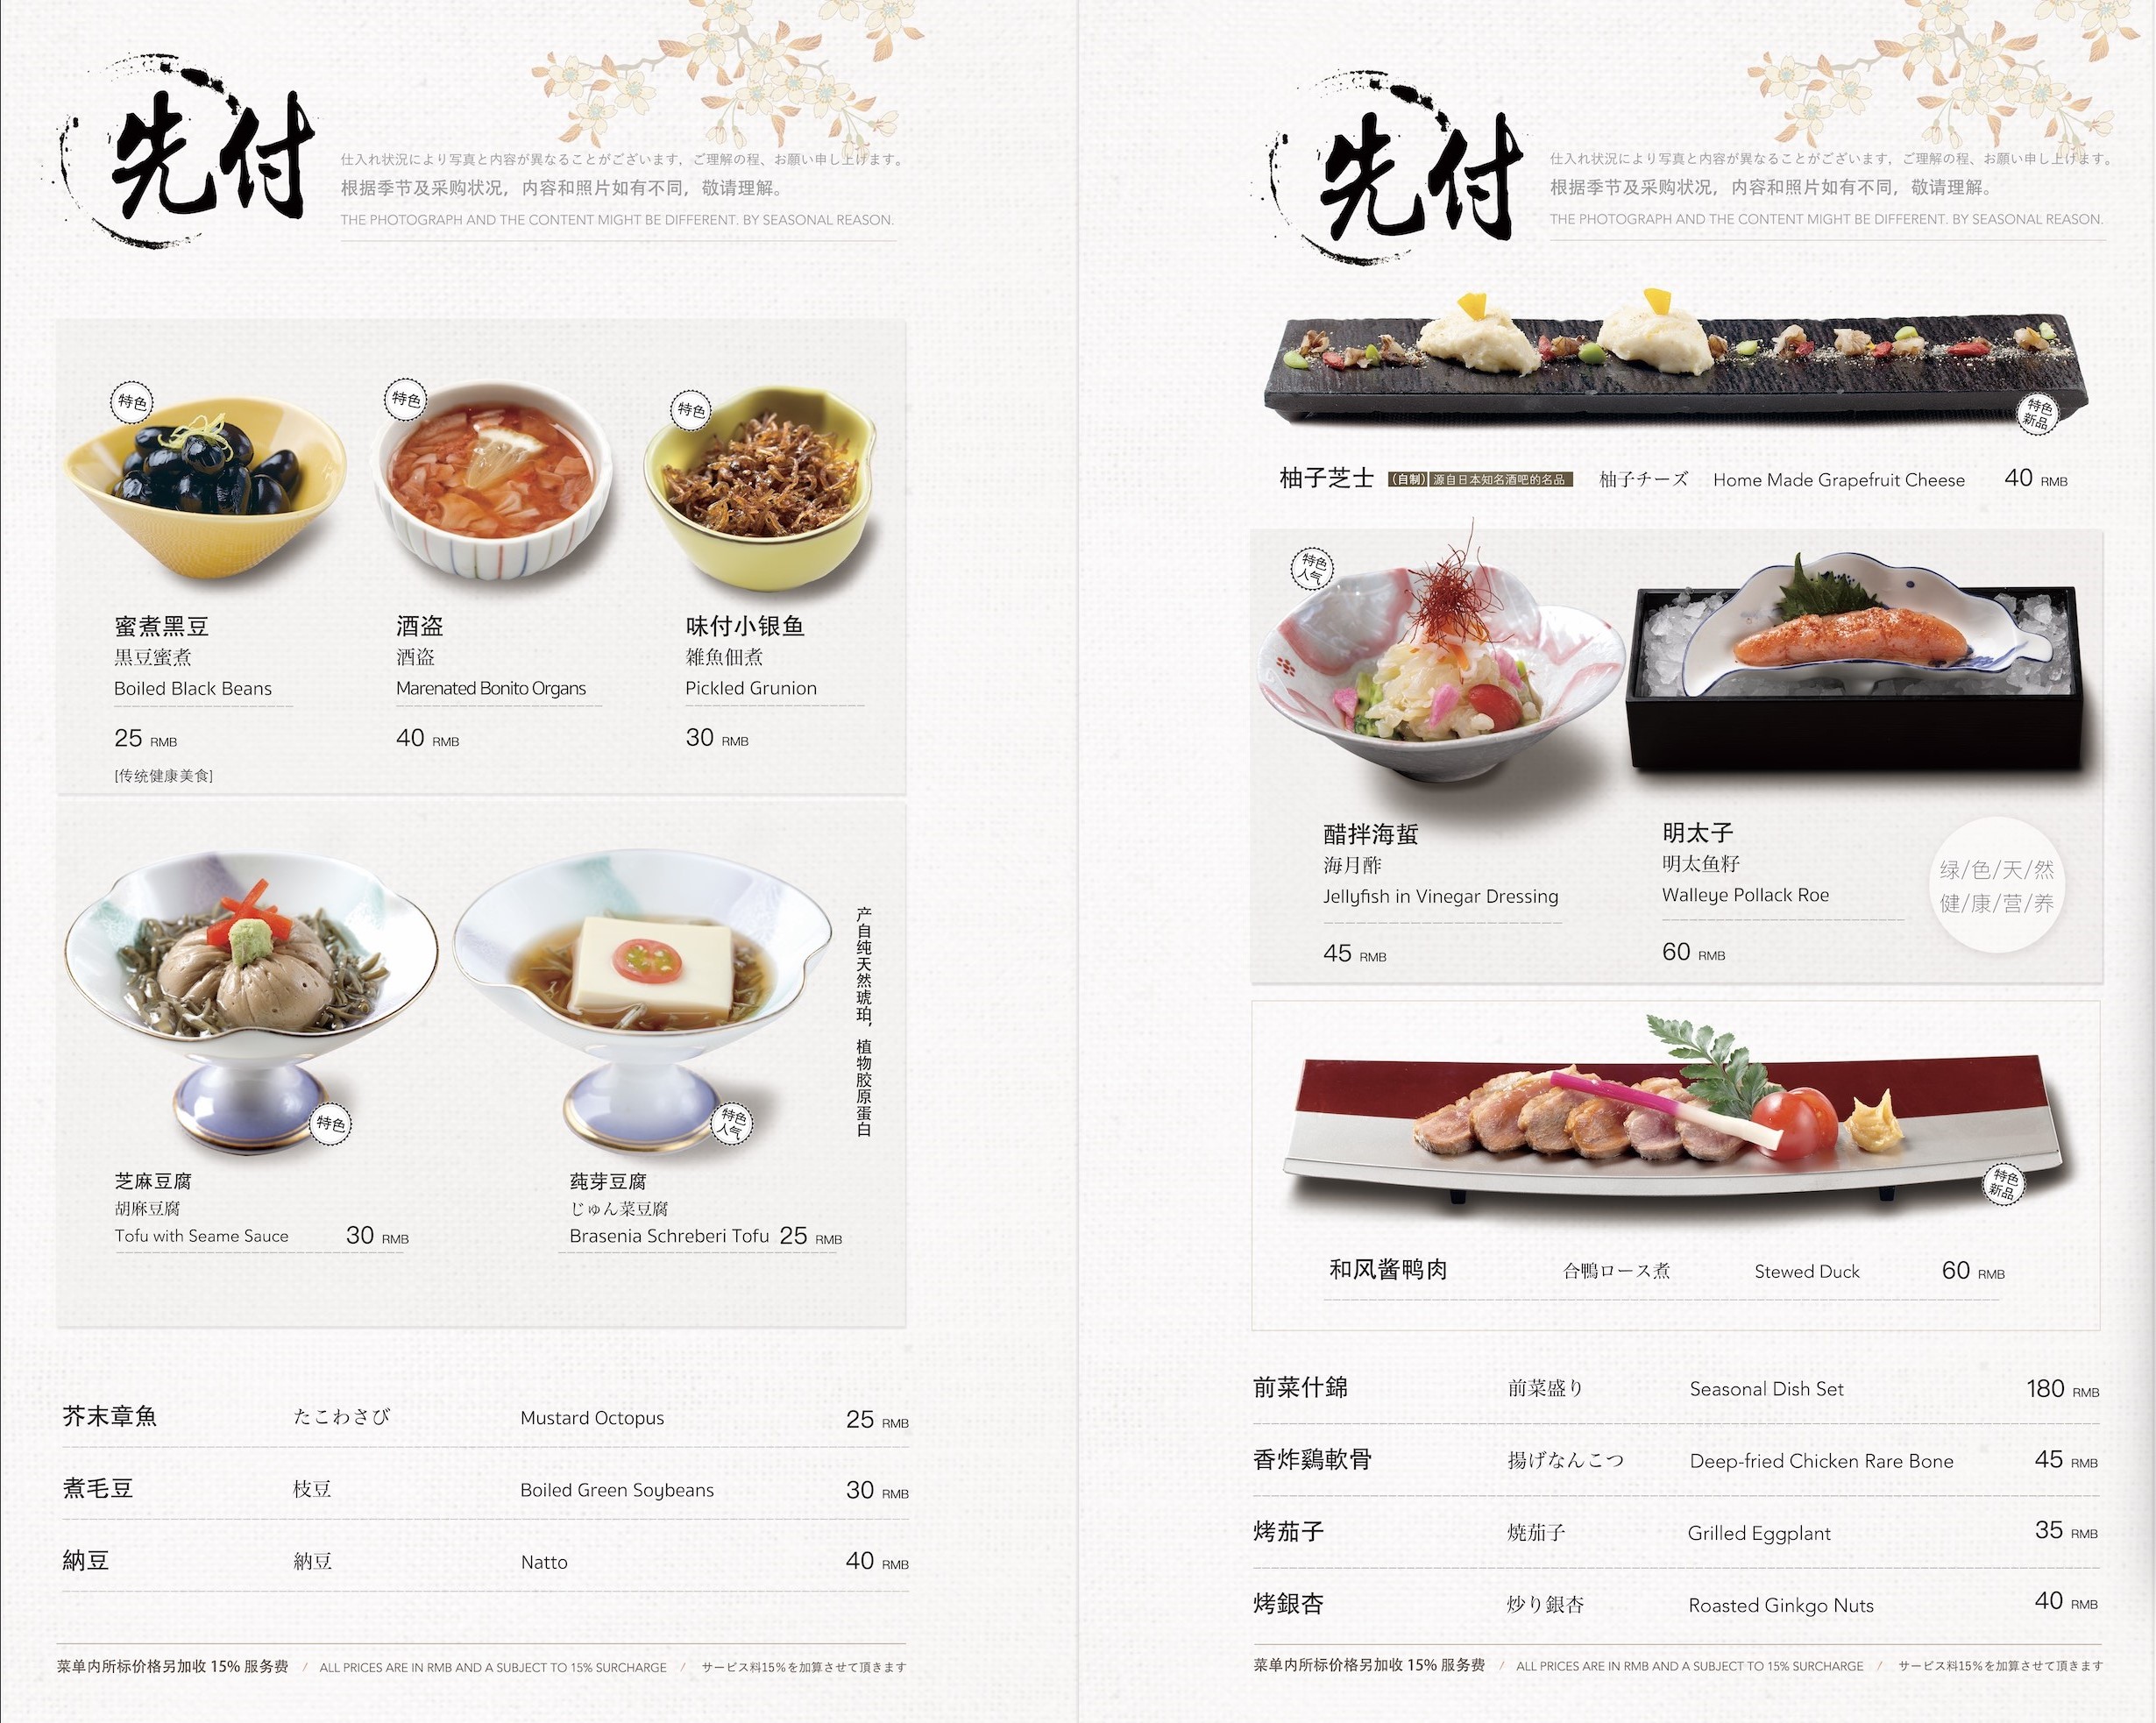 先付
仕入れ状況により写真と内容が異なることがございます，ご理解の程、お願い申し上げます。
根据季节及采购状况，内容和照片如有不同，敬请理解。
THE PHOTOGRAPH AND THE CONTENT MIGHT BE DIFFERENT. BY SEASONAL REASON.
特色
蜜煮黑豆
黒豆蜜煮
Boiled Black Beans
25 RMB
[传统健康美食]
特色
酒盗
酒盗
Marenated Bonito Organs
40 RMB
特色
味付小银鱼
雑魚佃煮
Pickled Grunion
30 RMB
特色
芝麻豆腐
胡麻豆腐
Tofu with Seame Sauce 30 RMB
特色
人气
莼芽豆腐
じゅん菜豆腐
Brasenia Schreberi Tofu 25 RMB
产自纯天然琥珀，植物胶原蛋白
芥末章魚 たこわさび Mustard Octopus 25 RMB
煮毛豆 枝豆 Boiled Green Soybeans 30 RMB
納豆 納豆 Natto 40 RMB
菜单内所标价格另加收 15% 服务费 / ALL PRICES ARE IN RMB AND A SUBJECT TO 15% SURCHARGE / サービス料15%を加算させて頂きます
先付
仕入れ状況により写真と内容が異なることがございます，ご理解の程、お願い申し上げます。
根据季节及采购状况，内容和照片如有不同，敬请理解。
THE PHOTOGRAPH AND THE CONTENT MIGHT BE DIFFERENT. BY SEASONAL REASON.
特色
新品
柚子芝士 (自制) 源自日本知名酒吧的名品 柚子チーズ Home Made Grapefruit Cheese 40 RMB
特色
人气
醋拌海蜇
海月酢
Jellyfish in Vinegar Dressing
45 RMB
明太子
明太鱼籽
Walleye Pollack Roe
60 RMB
绿/色/天/然
健/康/营/养
特色
新品
和风酱鸭肉 合鴨ロース煮 Stewed Duck 60 RMB
前菜什錦 前菜盛り Seasonal Dish Set 180 RMB
香炸鷄軟骨 揚げなんこつ Deep-fried Chicken Rare Bone 45 RMB
烤茄子 焼茄子 Grilled Eggplant 35 RMB
烤銀杏 炒り銀杏 Roasted Ginkgo Nuts 40 RMB
菜单内所标价格另加收 15% 服务费 / ALL PRICES ARE IN RMB AND A SUBJECT TO 15% SURCHARGE / サービス料15%を加算させて頂きます